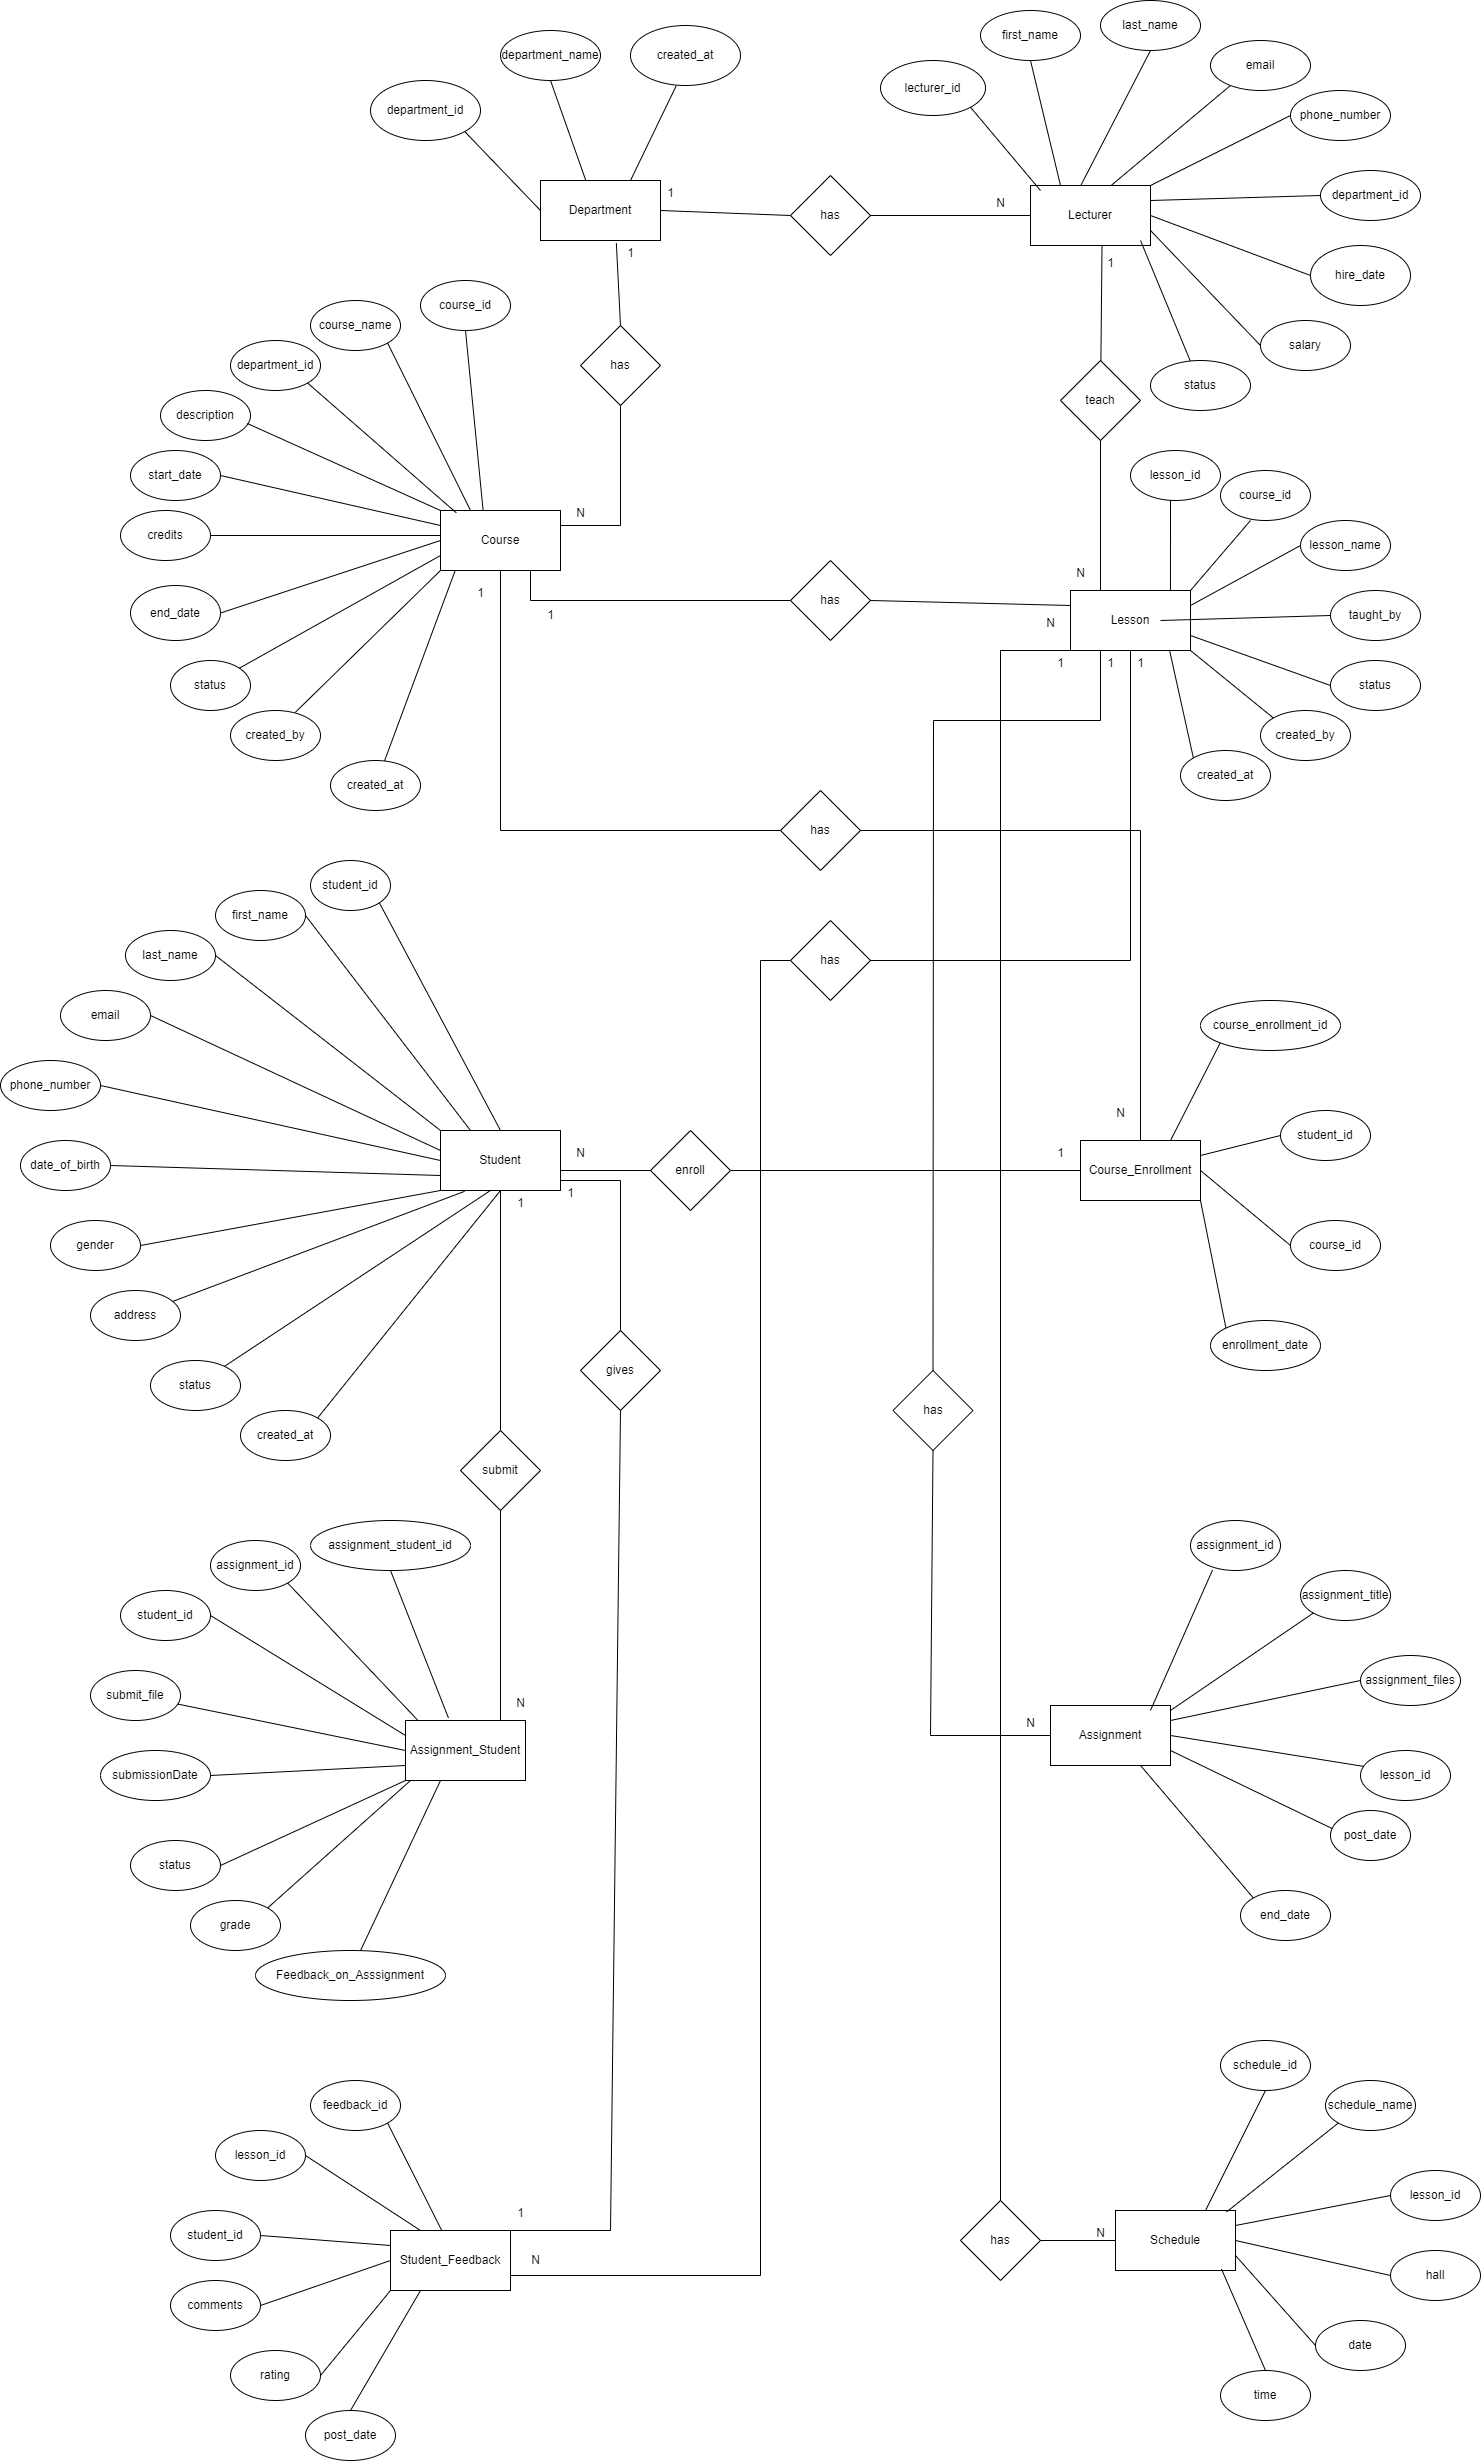 last_name
first_name
department_name
created_at
email
lecturer_id
department_id
phone_number
department_id
1
N
Department
has
Lecturer
1
1
hire_date
course_id
course_name
salary
department_id
has
status
teach
description
start_date
lesson_id
course_id
N
credits
Course
lesson_name
N
1
has
end_date
1
N
Lesson
taught_by
1
1
1
status
status
created_by
created_by
created_at
created_at
has
student_id
first_name
last_name
has
email
course_enrollment_id
phone_number
N
student_id
N
1
Student
enroll
Course_Enrollment
date_of_birth
1
1
gender
course_id
address
enrollment_date
gives
status
has
created_at
submit
assignment_student_id
assignment_id
assignment_id
assignment_title
student_id
assignment_files
submit_file
N
N
Assignment
Assignment_Student
submissionDate
lesson_id
post_date
status
end_date
grade
Feedback_on_Asssignment
schedule_id
feedback_id
schedule_name
lesson_id
lesson_id
1
student_id
N
has
Schedule
N
Student_Feedback
hall
comments
date
rating
time
post_date